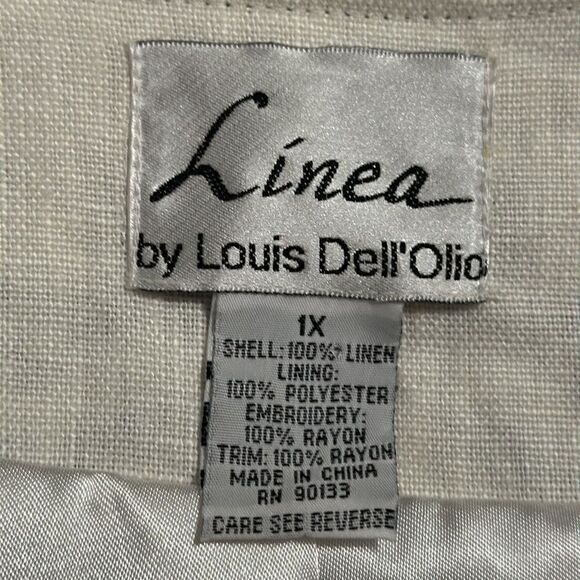 Linea
by Louis Dell'Olio
1X
SHELL: 100% LINEN
LINING:
100% POLYESTER
EMBROIDERY:
100% RAYON
TRIM: 100% RAYON
MADE IN CHINA
RN 90133
CARE SEE REVERSE